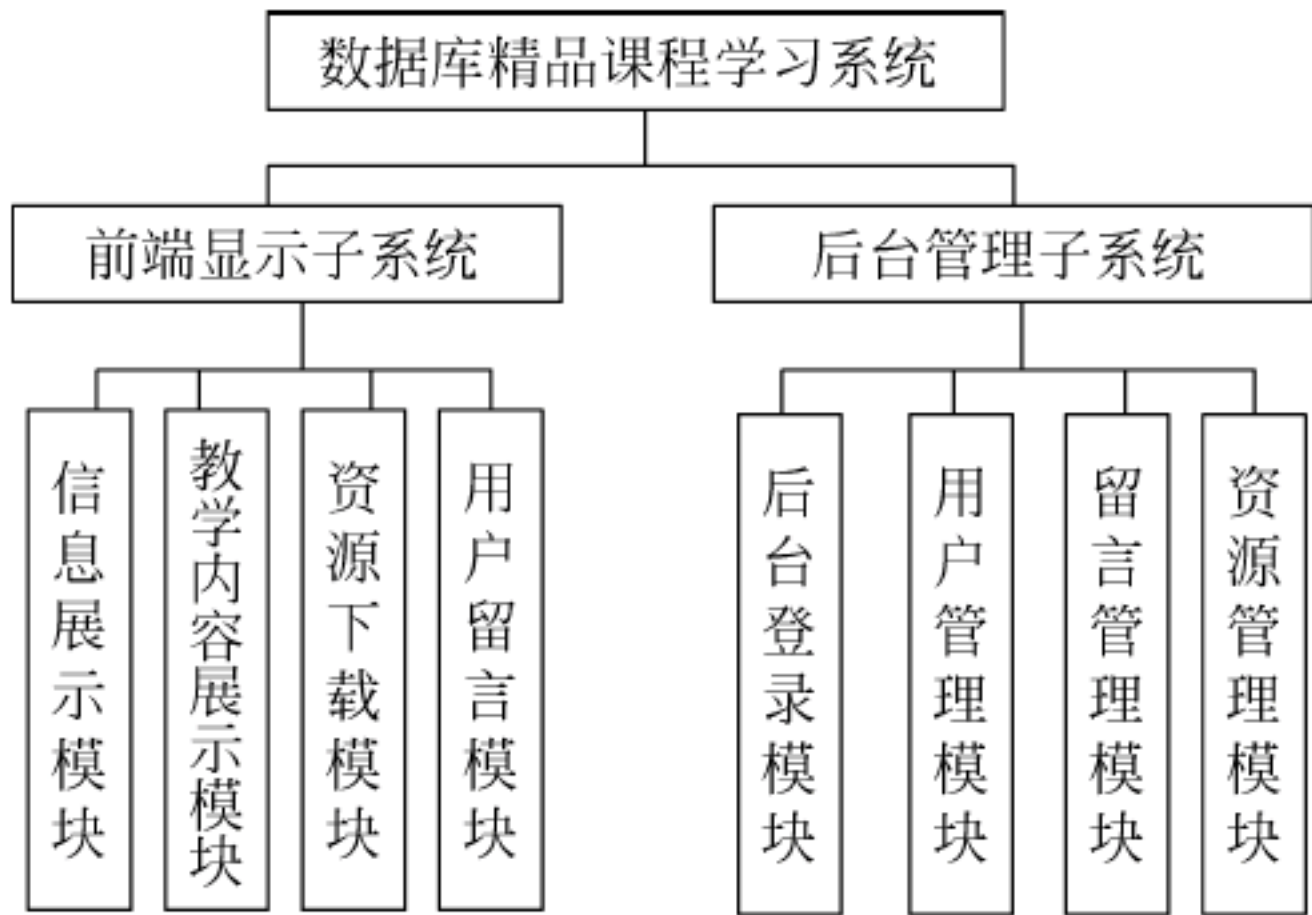 数据库精品课程学习系统
前端显示子系统
后台管理子系统
信息展示模块
教学内容展示模块
资源下载模块
用户留言模块
后台登录模块
用户管理模块
留言管理模块
资源管理模块